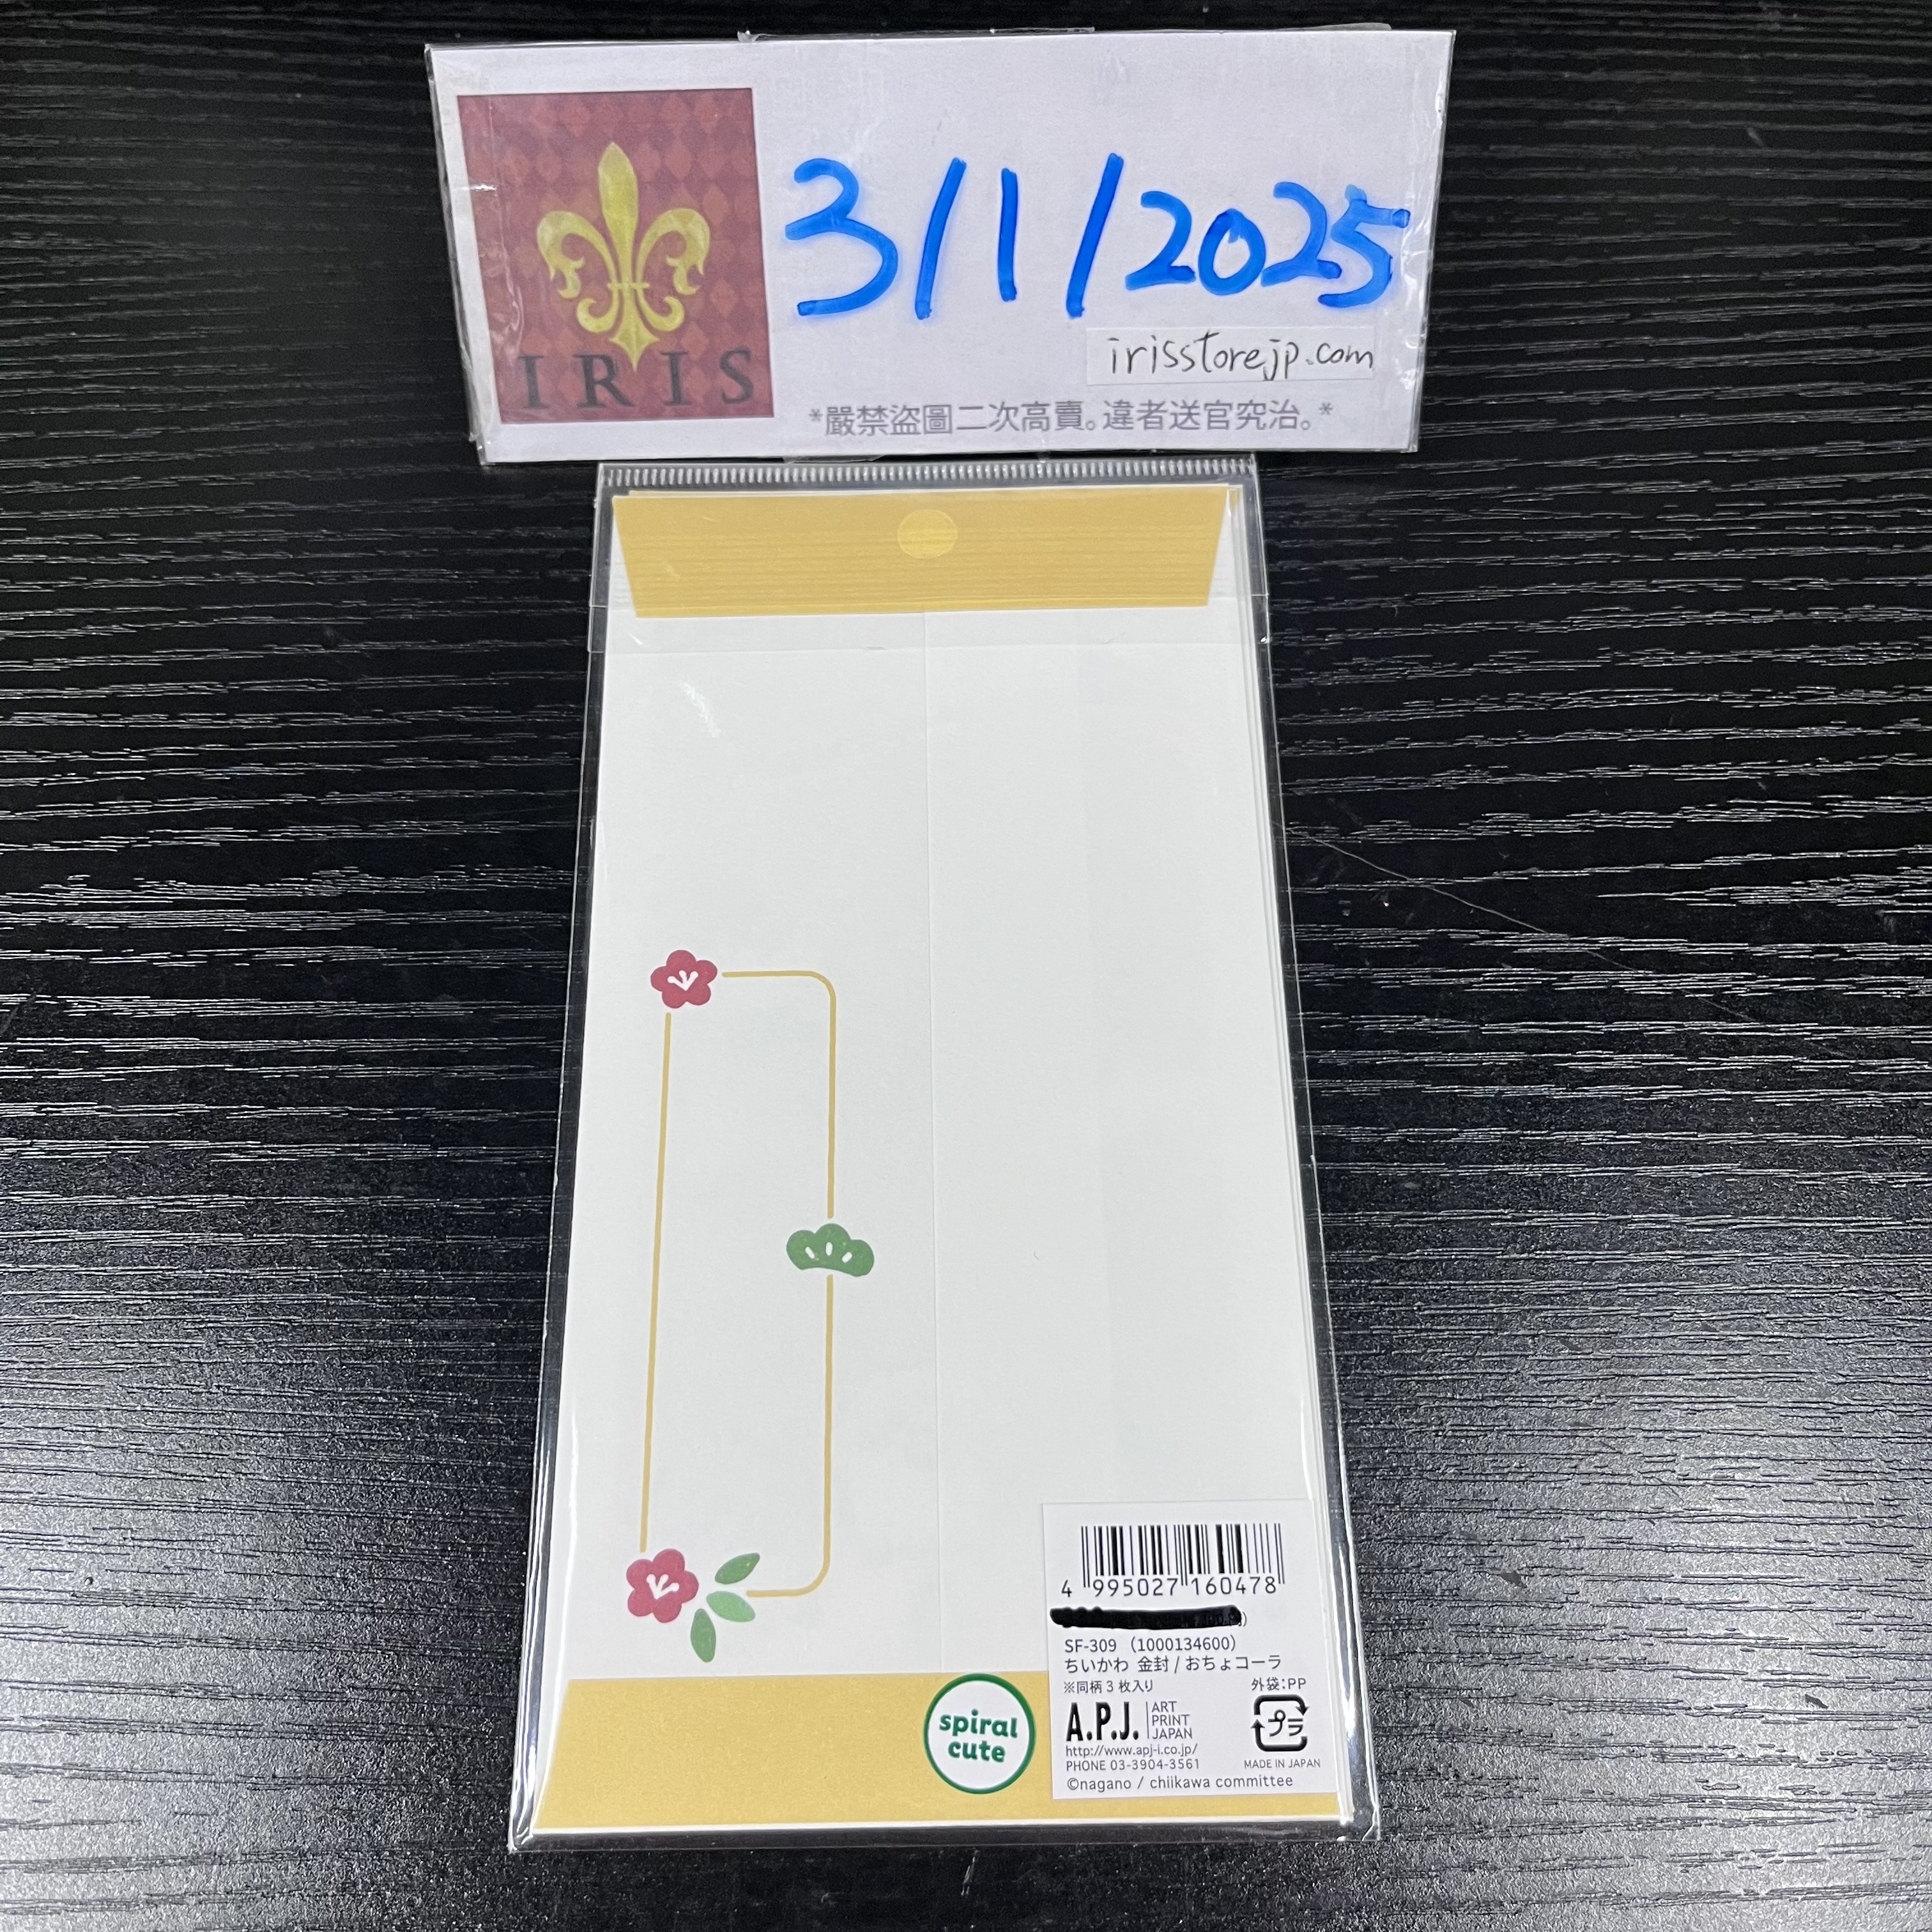 3/1/2025
IRIS
irisstorejp.com
*嚴禁盜圖二次高賣。違者送官究治。*
4 995027 160478
SF-309 (1000134600)
ちいかわ 金封/おちょコーラ
※同柄3枚入り
外袋:PP
A.P.J. ART PRINT JAPAN
プラ
http://www.apj-i.co.jp/
PHONE 03-3904-3561
MADE IN JAPAN
©nagano / chiikawa committee
spiral
cute